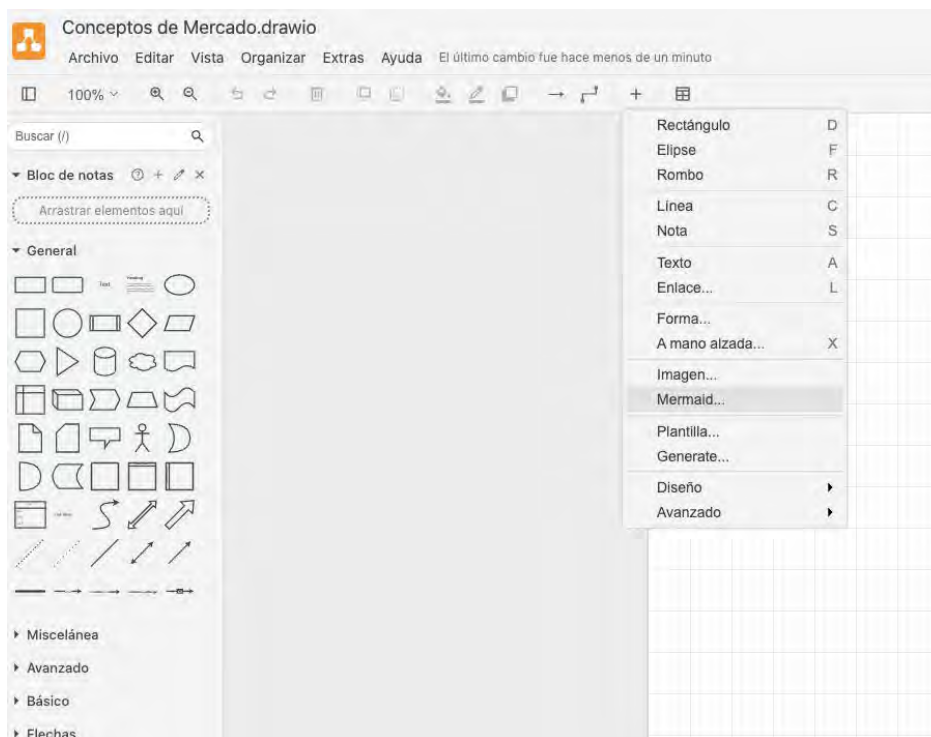 Conceptos de Mercado.drawio
Archivo Editar Vista Organizar Extras Ayuda El último cambio fue hace menos de un minuto
100%
Buscar (/)
Bloc de notas
Arrastrar elementos aquí
General
Text
Heading
Rectángulo D
Elipse F
Rombo R
Línea C
Nota S
Texto A
Enlace... L
Forma...
A mano alzada... X
Imagen...
Mermaid...
Plantilla...
Generate...
Diseño
Avanzado
Miscelánea
Avanzado
Básico
Flechas